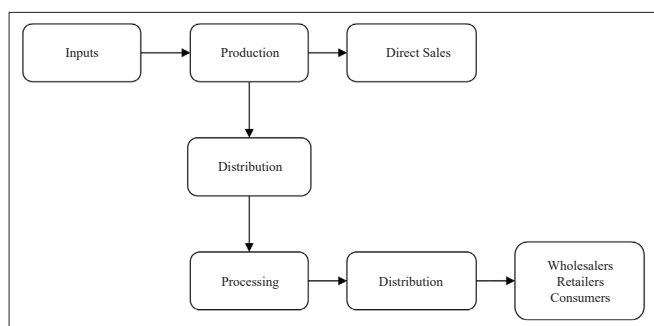 Inputs
Production
Direct Sales
Distribution
Processing
Distribution
Wholesalers
Retailers
Consumers